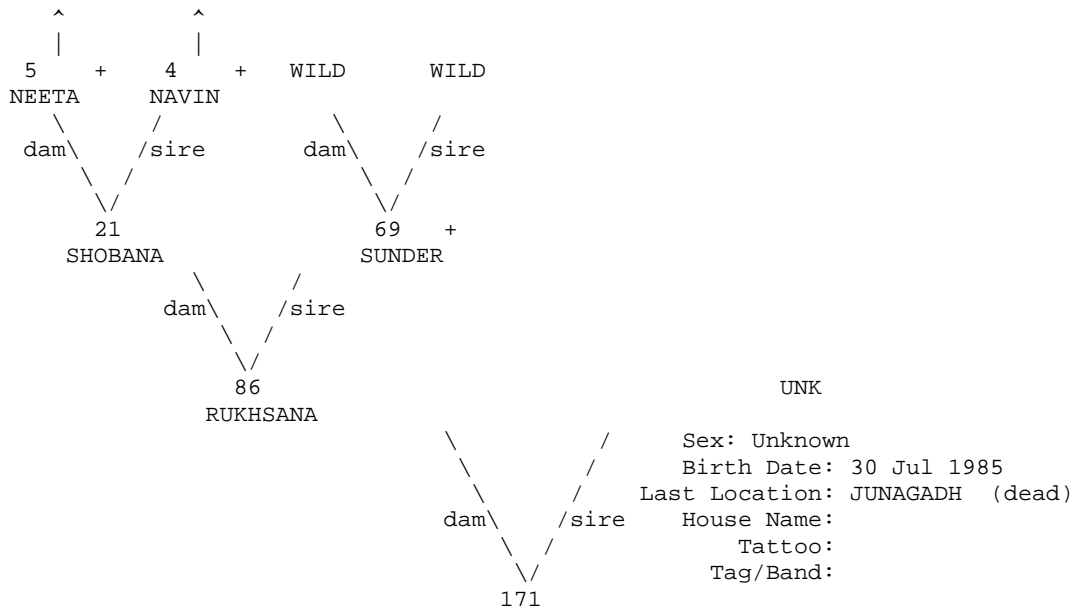 ^ ^
| |
5 + 4 + WILD WILD
NEETA NAVIN
\ / \ /
dam\ /sire dam\ /sire
\ / \ /
\/ \/
21 69 +
SHOBANA SUNDER
\ /
dam\ /sire
\ /
\/
86 UNK
RUKHSANA
\ / Sex: Unknown
\ / Birth Date: 30 Jul 1985
\ / Last Location: JUNAGADH (dead)
dam\ /sire House Name:
\ / Tattoo:
\/ Tag/Band:
171